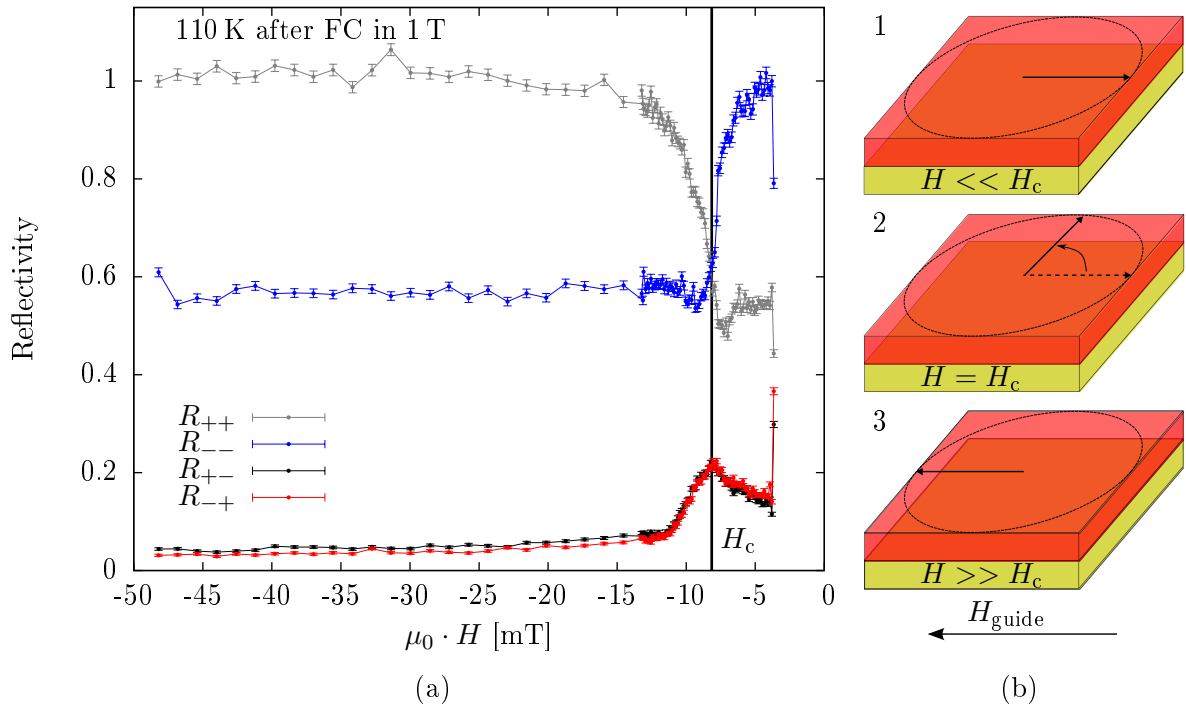 110 K after FC in 1 T
Reflectivity
1
0.8
0.6
0.4
0.2
0
R++
R−−
R+−
R−+
Hc
-50 -45 -40 -35 -30 -25 -20 -15 -10 -5 0
μ0 · H [mT]
(a)
1
H << Hc
2
H = Hc
3
H >> Hc
Hguide
(b)